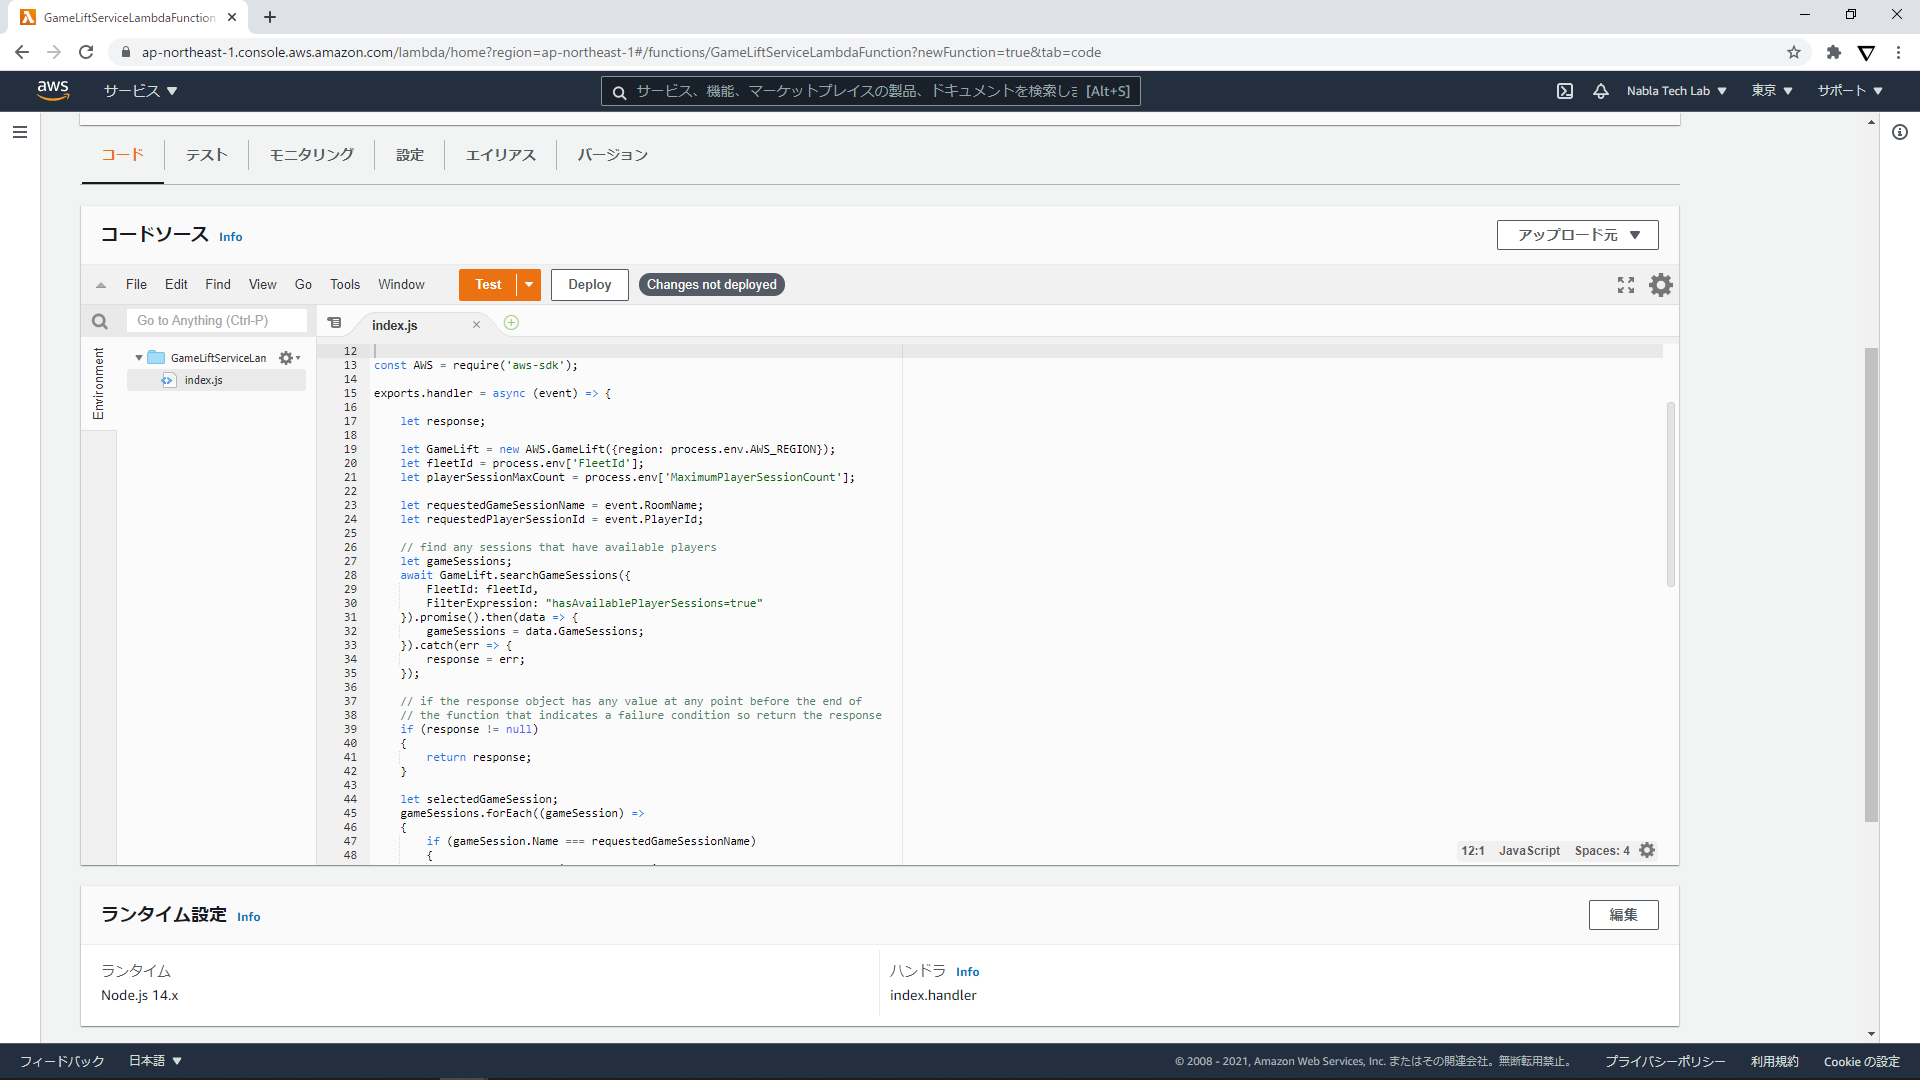 GameLiftServiceLambdaFunction
ap-northeast-1.console.aws.amazon.com/lambda/home?region=ap-northeast-1#/functions/GameLiftServiceLambdaFunction?newFunction=true&tab=code
aws サービス サービス、機能、マーケットプレイスの製品、ドキュメントを検索しま [Alt+S] Nabla Tech Lab 東京 サポート
コード テスト モニタリング 設定 エイリアス バージョン
コードソース Info アップロード元
File Edit Find View Go Tools Window Test Deploy Changes not deployed
Go to Anything (Ctrl-P) index.js
Environment
GameLiftServiceLam
index.js
12
13 const AWS = require('aws-sdk');
14
15 exports.handler = async (event) => {
16
17 let response;
18
19 let GameLift = new AWS.GameLift({region: process.env.AWS_REGION});
20 let fleetId = process.env['FleetId'];
21 let playerSessionMaxCount = process.env['MaximumPlayerSessionCount'];
22
23 let requestedGameSessionName = event.RoomName;
24 let requestedPlayerSessionId = event.PlayerId;
25
26 // find any sessions that have available players
27 let gameSessions;
28 await GameLift.searchGameSessions({
29 FleetId: fleetId,
30 FilterExpression: "hasAvailablePlayerSessions=true"
31 }).promise().then(data => {
32 gameSessions = data.GameSessions;
33 }).catch(err => {
34 response = err;
35 });
36
37 // if the response object has any value at any point before the end of
38 // the function that indicates a failure condition so return the response
39 if (response != null)
40 {
41 return response;
42 }
43
44 let selectedGameSession;
45 gameSessions.forEach((gameSession) =>
46 {
47 if (gameSession.Name === requestedGameSessionName)
48 {
12:1 JavaScript Spaces: 4
ランタイム設定 Info 編集
ランタイム
Node.js 14.x
ハンドラ Info
index.handler
フィードバック 日本語 © 2008 - 2021, Amazon Web Services, Inc. またはその関連会社。無断転用禁止。 プライバシーポリシー 利用規約 Cookie の設定